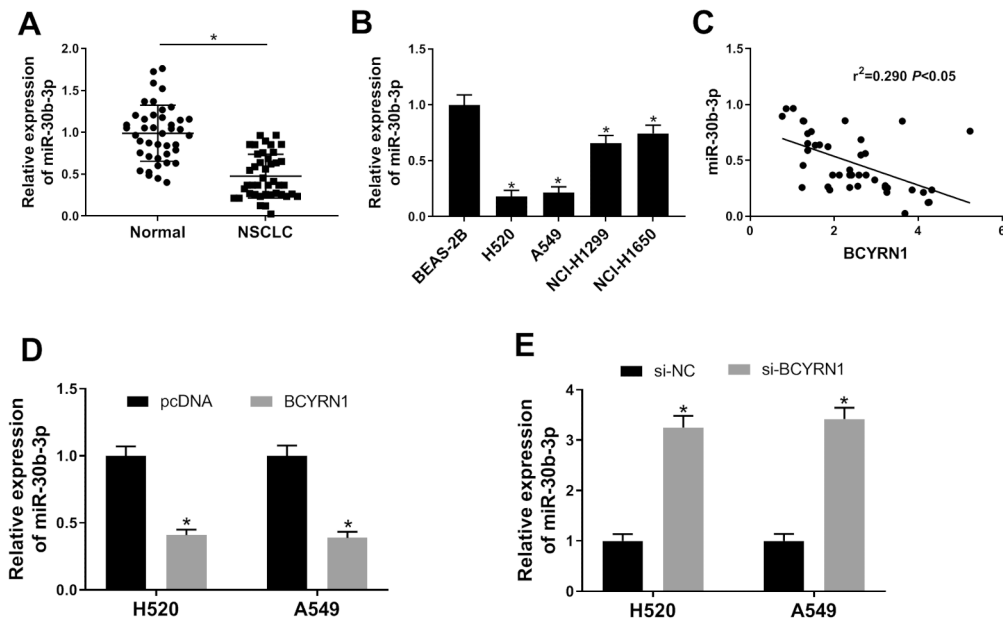 A
Relative expression
of miR-30b-3p
2.0
1.5
1.0
0.5
0.0
*
Normal
NSCLC
B
Relative expression
of miR-30b-3p
1.5
1.0
0.5
0.0
*
*
*
*
BEAS-2B
H520
A549
NCI-H1299
NCI-H1650
C
miR-30b-3p
1.5
1.0
0.5
0.0
r²=0.290 P<0.05
0
2
4
6
BCYRN1
D
Relative expression
of miR-30b-3p
1.5
1.0
0.5
0.0
pcDNA
BCYRN1
*
*
H520
A549
E
si-NC
si-BCYRN1
Relative expression
of miR-30b-3p
4
3
2
1
0
*
*
H520
A549